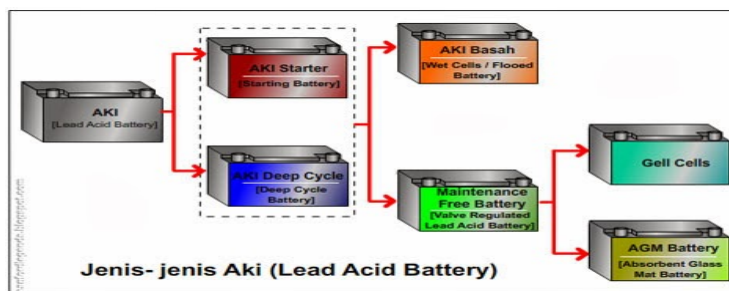 AKI
[Lead Acid Battery]
AKI Starter
[Starting Battery]
AKI Deep Cycle
[Deep Cycle
Battery]
AKI Basah
[Wet Cells / Flooed
Battery]
Maintenance
Free Battery
[Valve Regulated
Lead Acid Battery]
Gell Cells
AGM Battery
[Absorbent Glass
Mat Battery]
Jenis- jenis Aki (Lead Acid Battery)